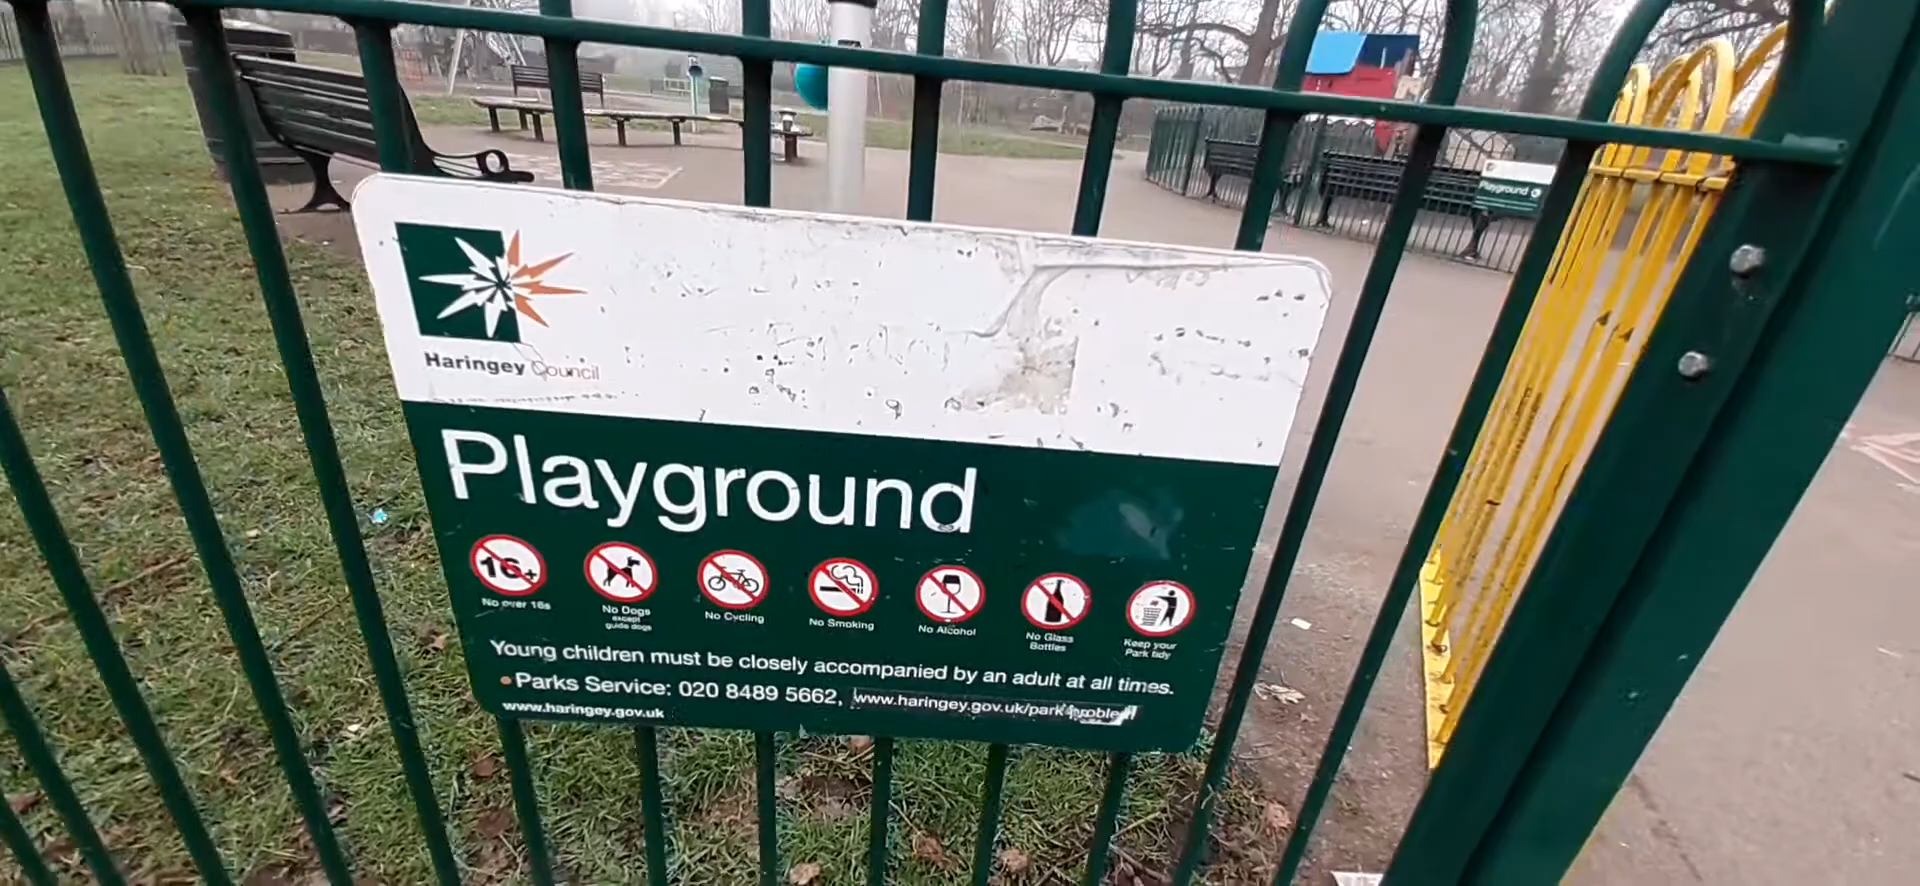 Haringey Council
Playground
16+
No over 16s
No Dogs
except
guide dogs
No Cycling
No Smoking
No Alcohol
No Glass
Bottles
Keep your
Park tidy
Young children must be closely accompanied by an adult at all times.
Parks Service: 020 8489 5662, www.haringey.gov.uk/park
www.haringey.gov.uk
Playground